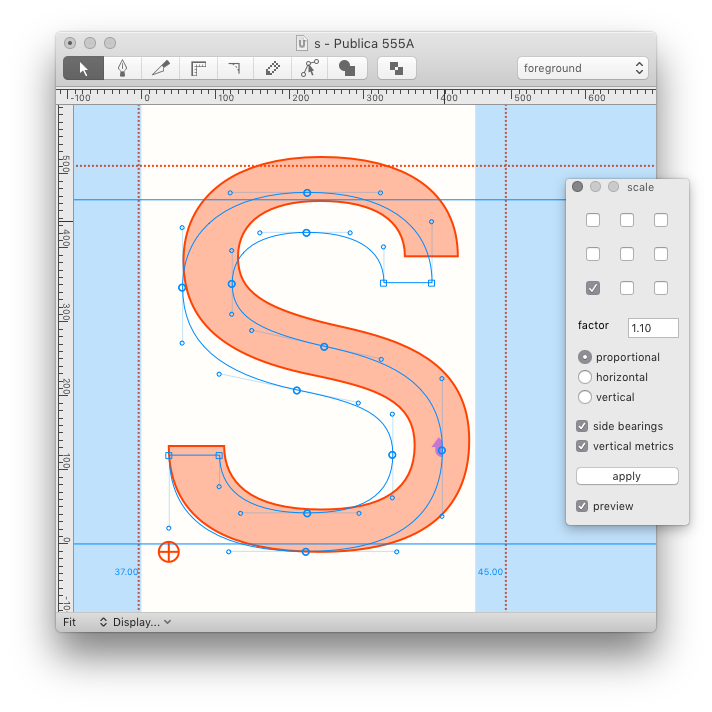 s - Publica 555A
foreground
-100 0 100 200 300 400 500 600
scale
500
400
300
200
100
0
-10
factor 1.10
proportional
horizontal
vertical
side bearings
vertical metrics
apply
preview
37.00 45.00
Fit Display...